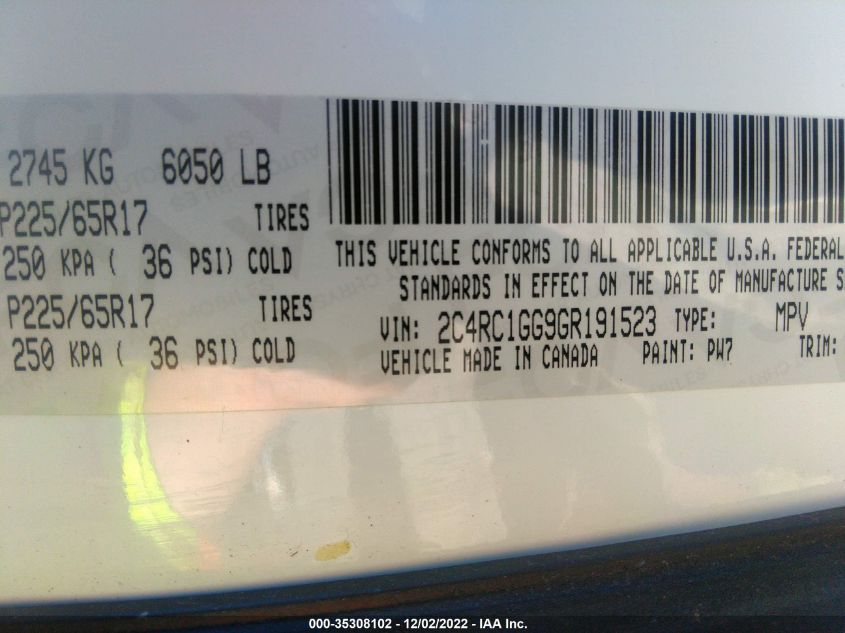 2745 KG 6050 LB
P225/65R17 TIRES
250 KPA ( 36 PSI) COLD
P225/65R17 TIRES
250 KPA ( 36 PSI) COLD
THIS VEHICLE CONFORMS TO ALL APPLICABLE U.S.A. FEDERAL
STANDARDS IN EFFECT ON THE DATE OF MANUFACTURE S
VIN: 2C4RC1GG9GR191523 TYPE: MPV
VEHICLE MADE IN CANADA PAINT: PW7 TRIM:
000-35308102 - 12/02/2022 - IAA Inc.